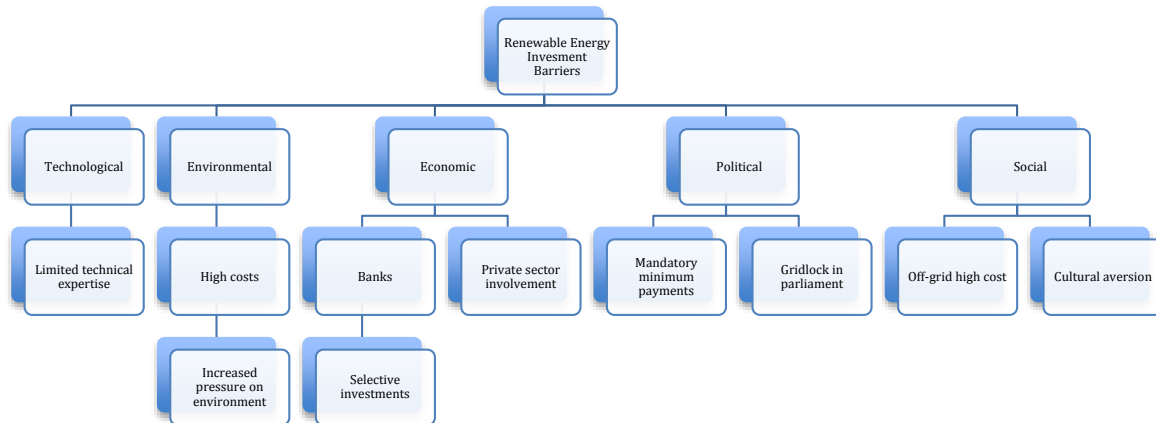 Renewable Energy
Invesment
Barriers
Technological
Environmental
Economic
Political
Social
Limited technical
expertise
High costs
Banks
Private sector
involvement
Mandatory
minimum
payments
Gridlock in
parliament
Off-grid high cost
Cultural aversion
Increased
pressure on
environment
Selective
investments